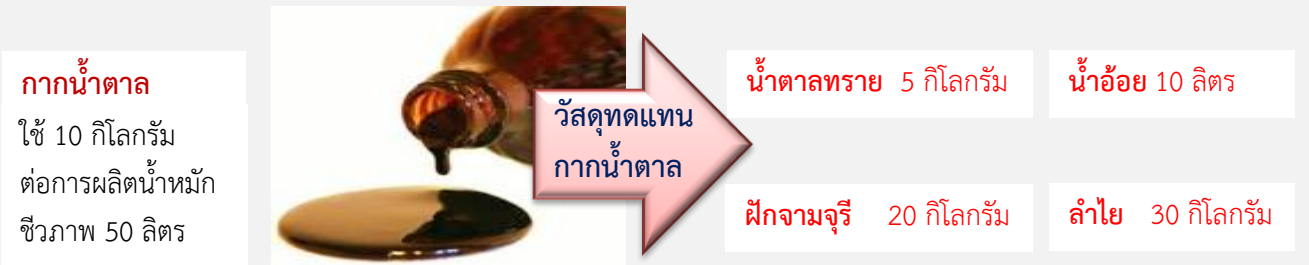 กากน้ำตาล
ใช้ 10 กิโลกรัม
ต่อการผลิตน้ำหมัก
ชีวภาพ 50 ลิตร
วัสดุทดแทน
กากน้ำตาล
น้ำตาลทราย 5 กิโลกรัม
น้ำอ้อย 10 ลิตร
ฝักจามจุรี 20 กิโลกรัม
ลำไย 30 กิโลกรัม